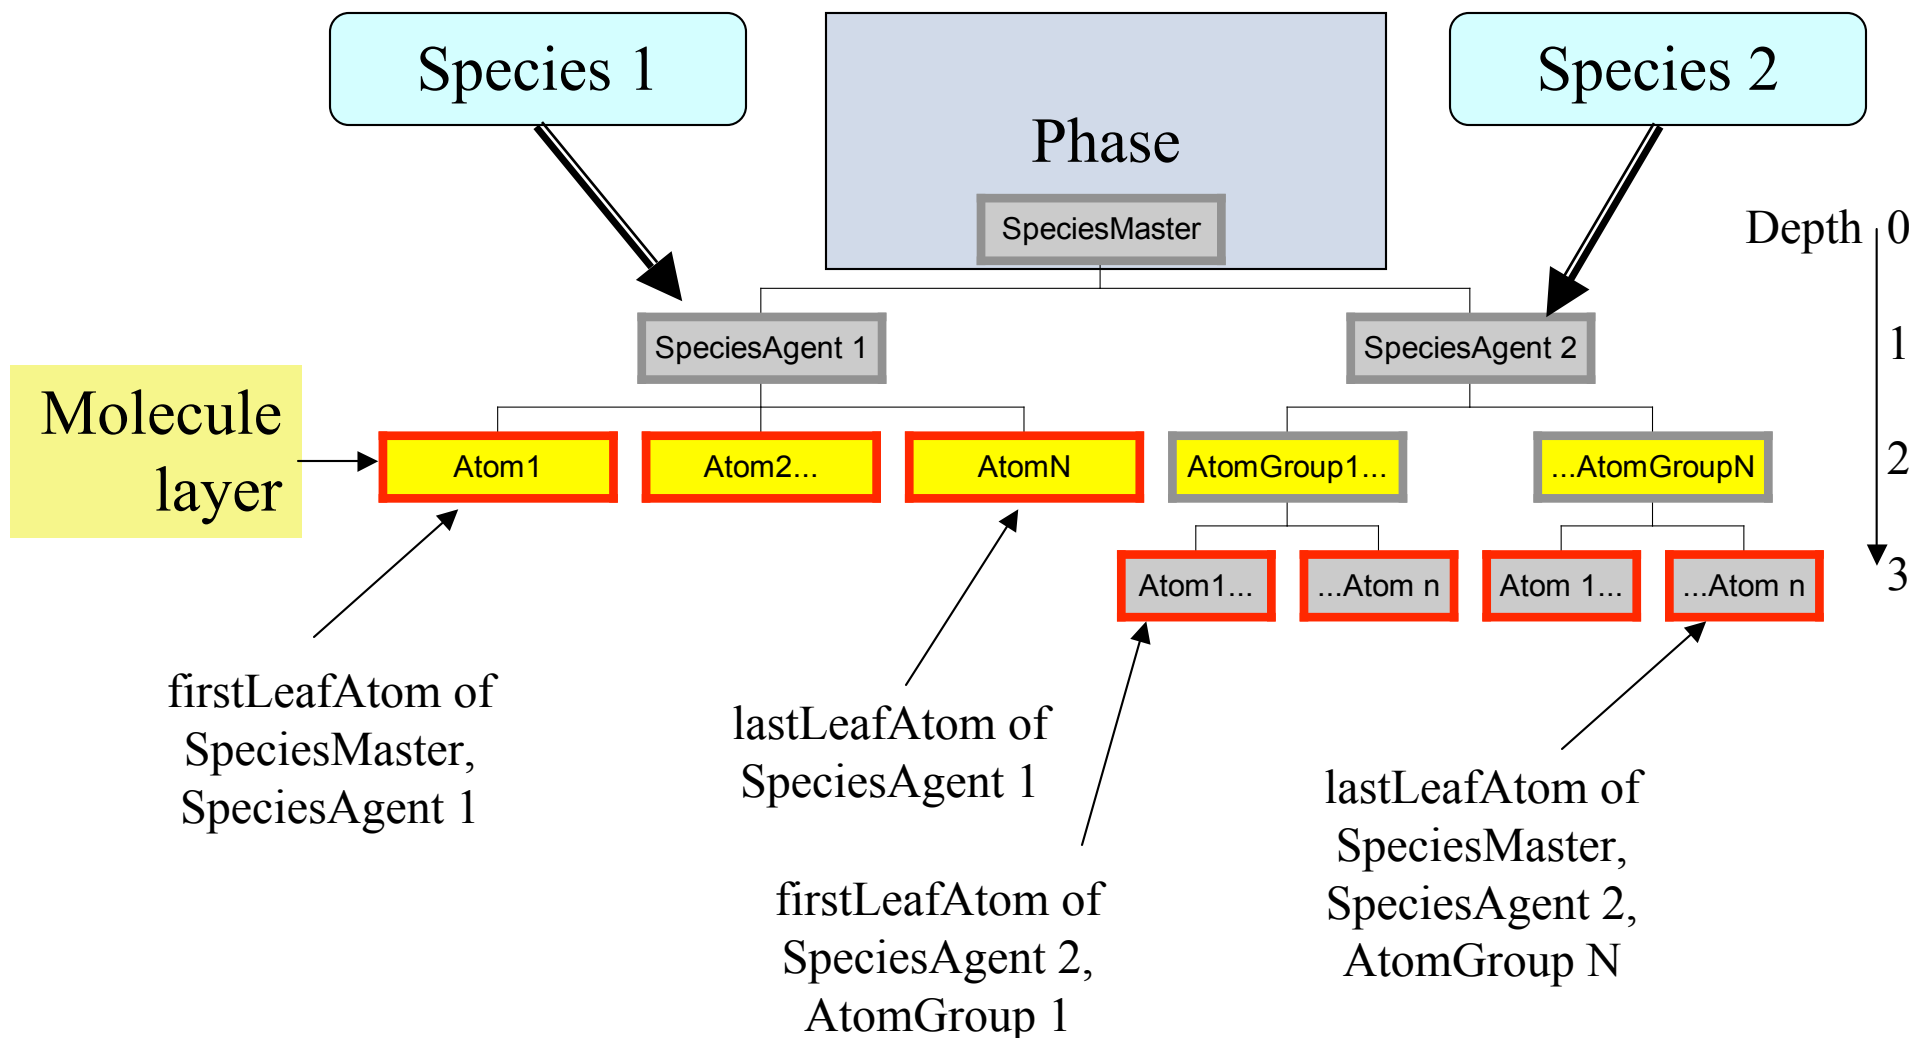 Species 1
Phase
Species 2
SpeciesMaster
Depth 0
SpeciesAgent 1
SpeciesAgent 2
1
Molecule
layer
Atom1
Atom2...
AtomN
AtomGroup1...
...AtomGroupN
2
Atom1...
...Atom n
Atom 1...
...Atom n
3
firstLeafAtom of
SpeciesMaster,
SpeciesAgent 1
lastLeafAtom of
SpeciesAgent 1
firstLeafAtom of
SpeciesAgent 2,
AtomGroup 1
lastLeafAtom of
SpeciesMaster,
SpeciesAgent 2,
AtomGroup N